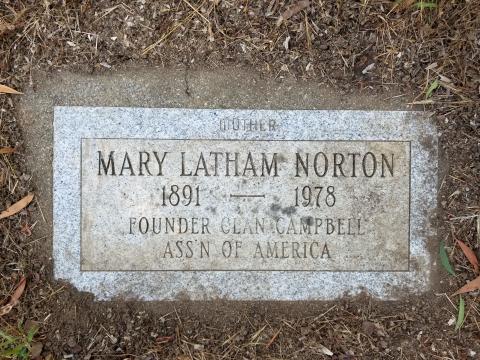 MOTHER
MARY LATHAM NORTON
1891 — 1978
FOUNDER CLAN CAMPBELL
ASS'N OF AMERICA